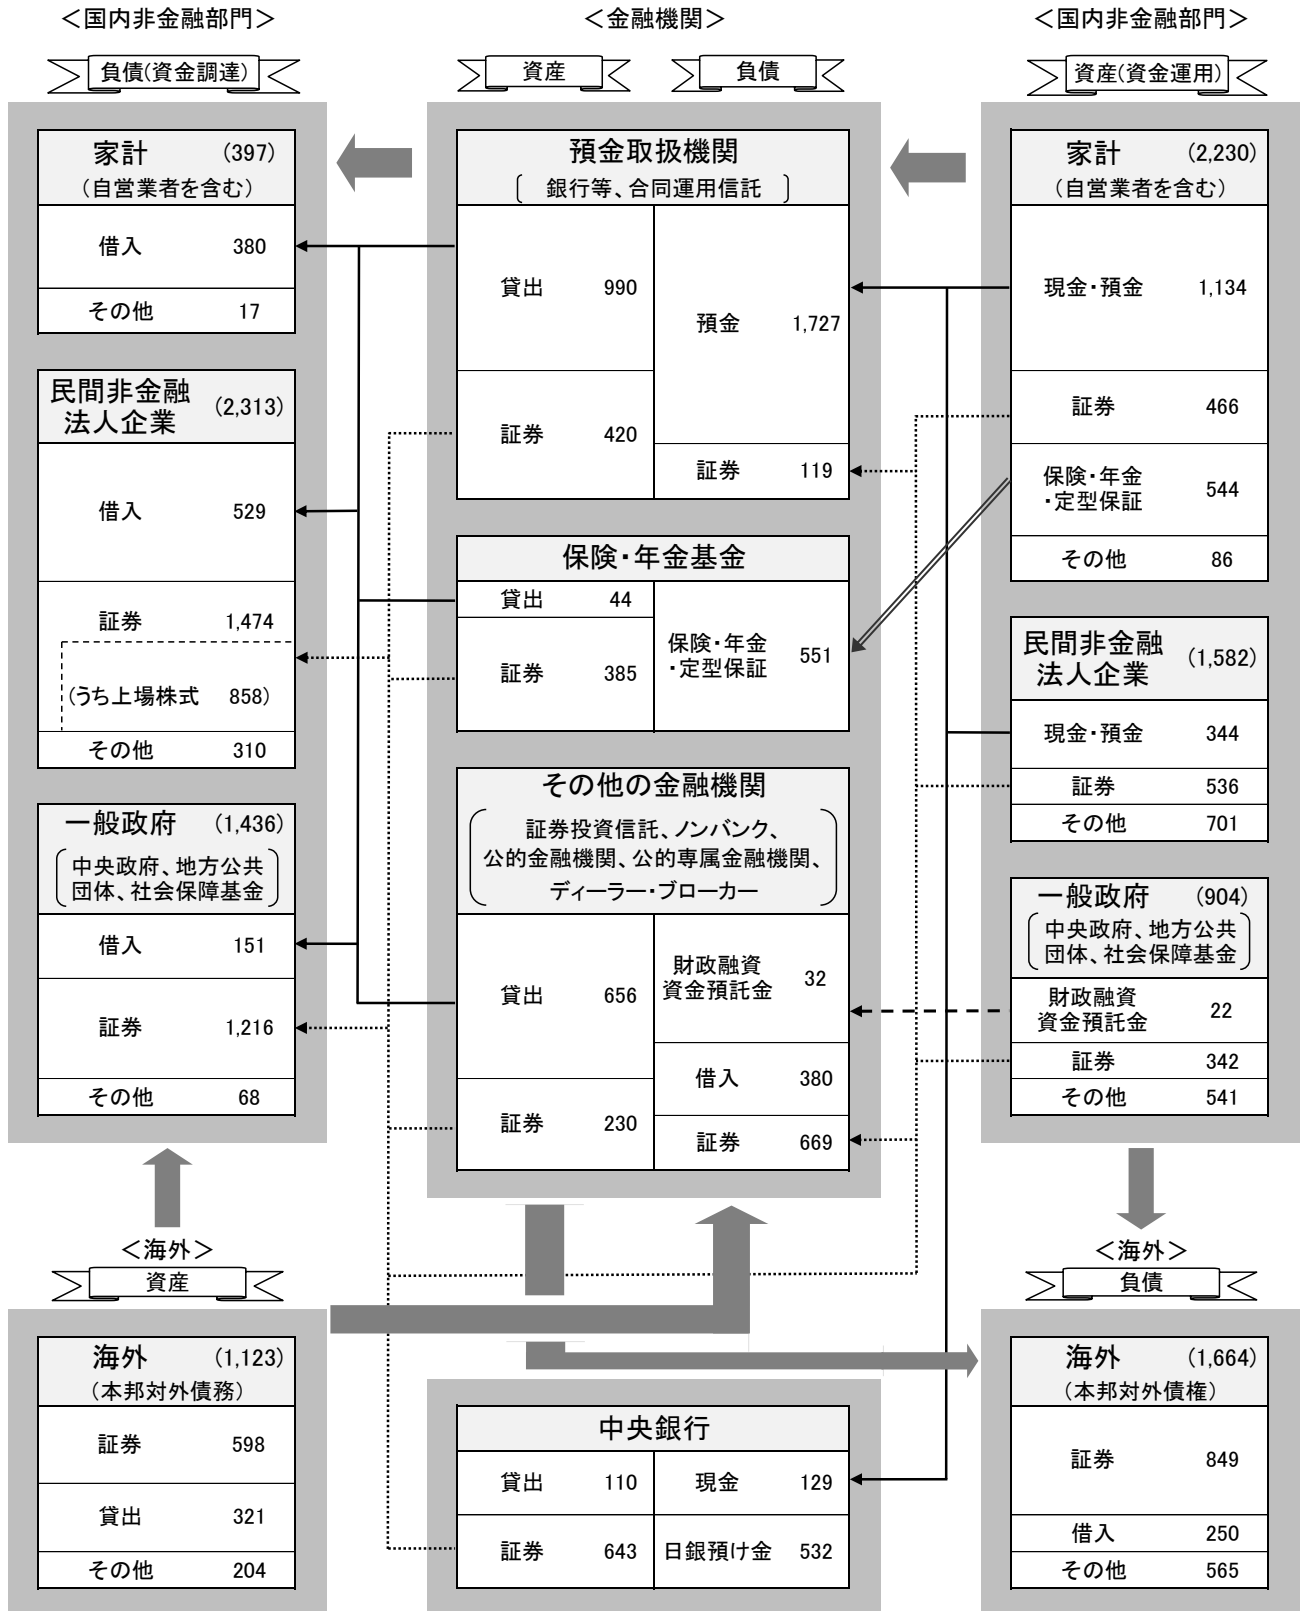 ＜国内非金融部門＞
負債(資金調達)
家計 (397)
(自営業者を含む)
借入 380
その他 17
民間非金融
法人企業 (2,313)
借入 529
証券 1,474
(うち上場株式 858)
その他 310
一般政府 (1,436)
中央政府、地方公共
団体、社会保障基金
借入 151
証券 1,216
その他 68
＜海外＞
資産
海外 (1,123)
(本邦対外債務)
証券 598
貸出 321
その他 204
＜金融機関＞
資産 負債
預金取扱機関
銀行等、合同運用信託
貸出 990
証券 420
預金 1,727
証券 119
保険・年金基金
貸出 44
証券 385
保険・年金
・定型保証 551
その他の金融機関
証券投資信託、ノンバンク、
公的金融機関、公的専属金融機関、
ディーラー・ブローカー
貸出 656
証券 230
財政融資
資金預託金 32
借入 380
証券 669
中央銀行
貸出 110
証券 643
現金 129
日銀預け金 532
＜国内非金融部門＞
資産(資金運用)
家計 (2,230)
(自営業者を含む)
現金・預金 1,134
証券 466
保険・年金
・定型保証 544
その他 86
民間非金融
法人企業 (1,582)
現金・預金 344
証券 536
その他 701
一般政府 (904)
中央政府、地方公共
団体、社会保障基金
財政融資
資金預託金 22
証券 342
その他 541
＜海外＞
負債
海外 (1,664)
(本邦対外債権)
証券 849
借入 250
その他 565